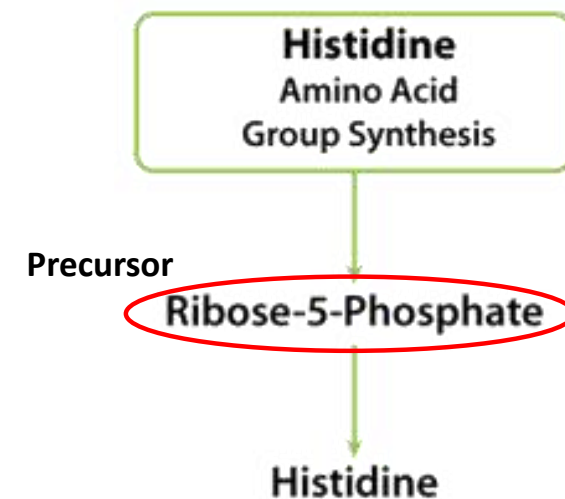 Histidine
Amino Acid
Group Synthesis
Precursor
Ribose-5-Phosphate
Histidine